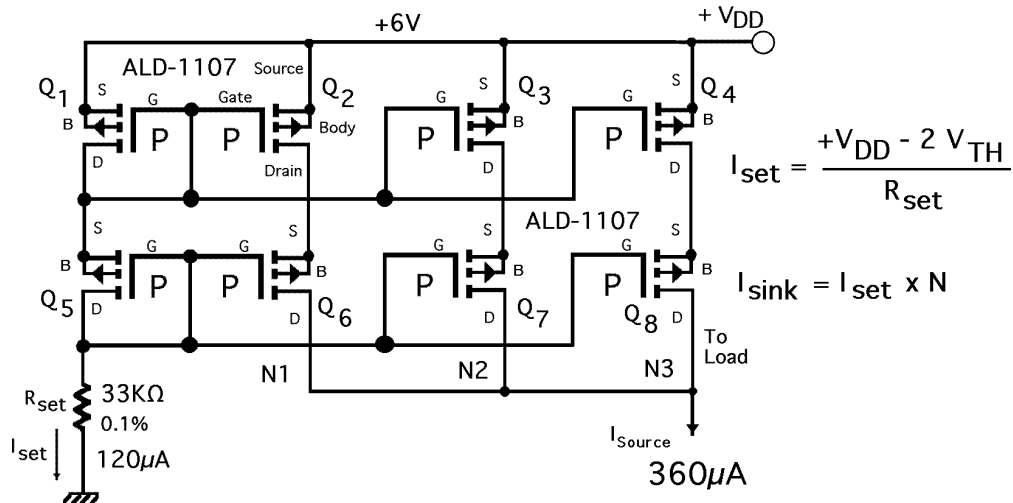 +6V
+ VDD
ALD-1107
Source
Q1
S
G
Gate
Q2
S
Q3
S
Q4
B
P
P
Body
G
P
B
G
P
B
D
Drain
D
D
Iset = +VDD - 2 VTH
Rset
ALD-1107
S
S
S
S
G
G
G
G
B
P
P
B
P
B
P
B
Isink = Iset x N
Q5
D
D
Q6
D
Q7
Q8
D
To
Load
N1
N2
N3
Rset
33KΩ
0.1%
Iset
120µA
ISource
360µA